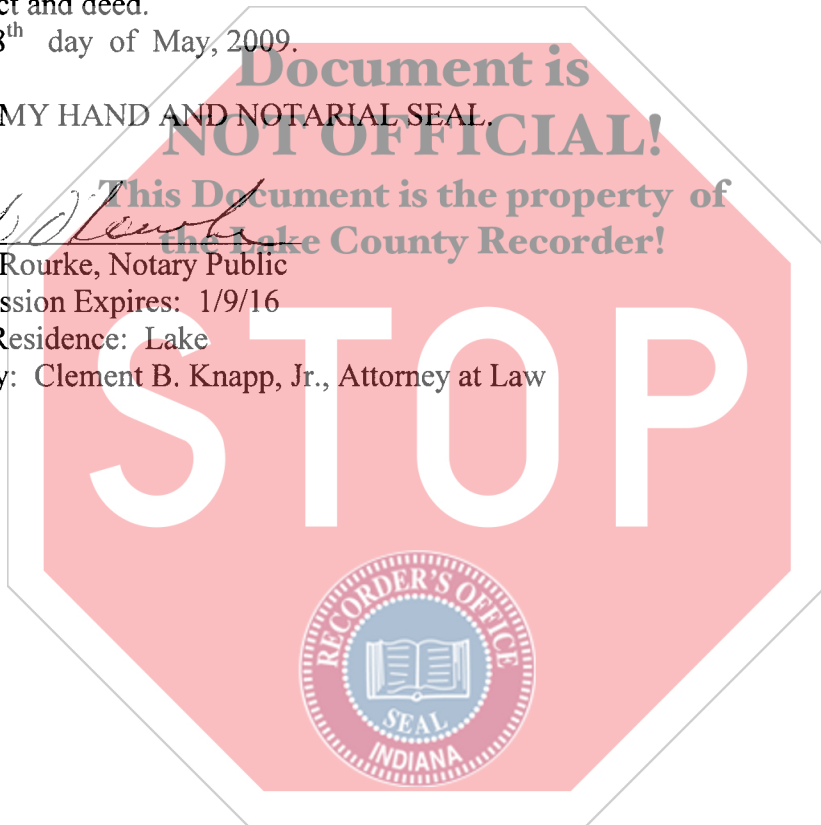 ct and deed.
8th day of May, 2009.
Document is
MY HAND AND NOTARIAL SEAL.
NOT OFFICIAL!
This Document is the property of
the Lake County Recorder!
Rourke, Notary Public
ssion Expires: 1/9/16
Residence: Lake
y: Clement B. Knapp, Jr., Attorney at Law
STOP
RECORDER'S OFFICE
SEAL
INDIANA